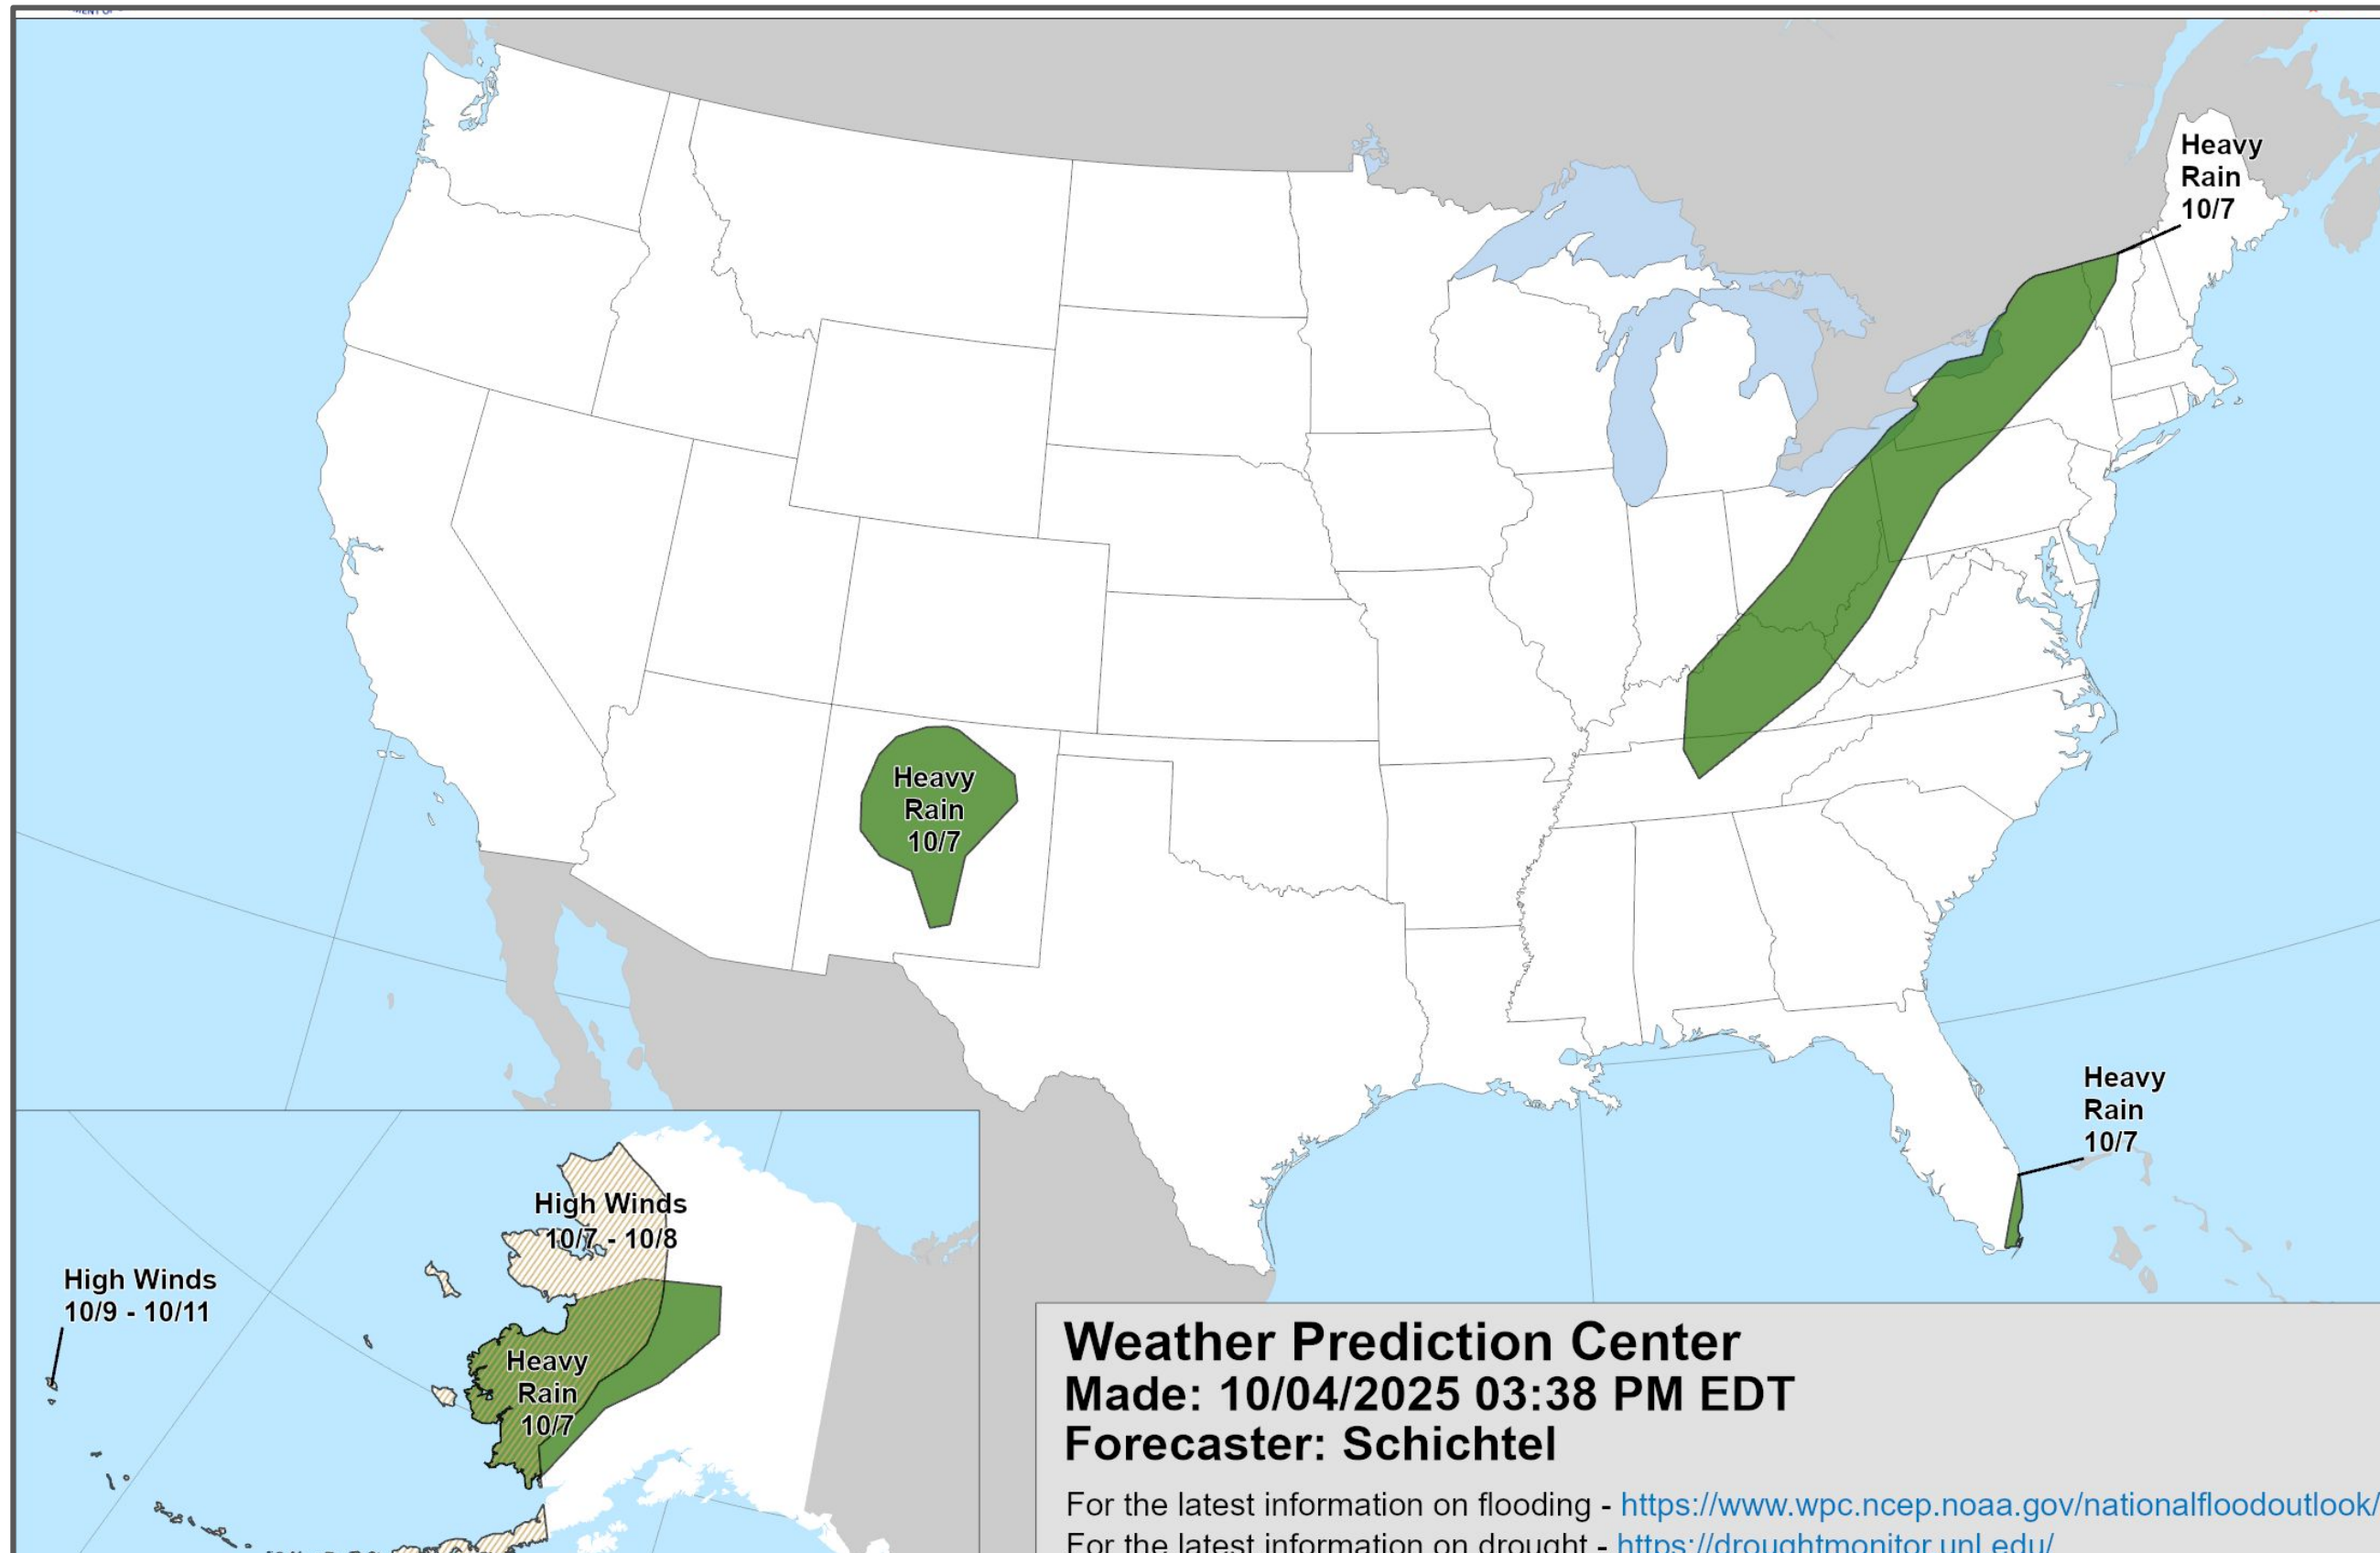 Heavy
Rain
10/7
Heavy
Rain
10/7
Heavy
Rain
10/7
High Winds
10/7 - 10/8
High Winds
10/9 - 10/11
Heavy
Rain
10/7
Weather Prediction Center
Made: 10/04/2025 03:38 PM EDT
Forecaster: Schichtel
For the latest information on flooding - https://www.wpc.ncep.noaa.gov/nationalfloodoutlook/
For the latest information on drought - https://droughtmonitor.unl.edu/